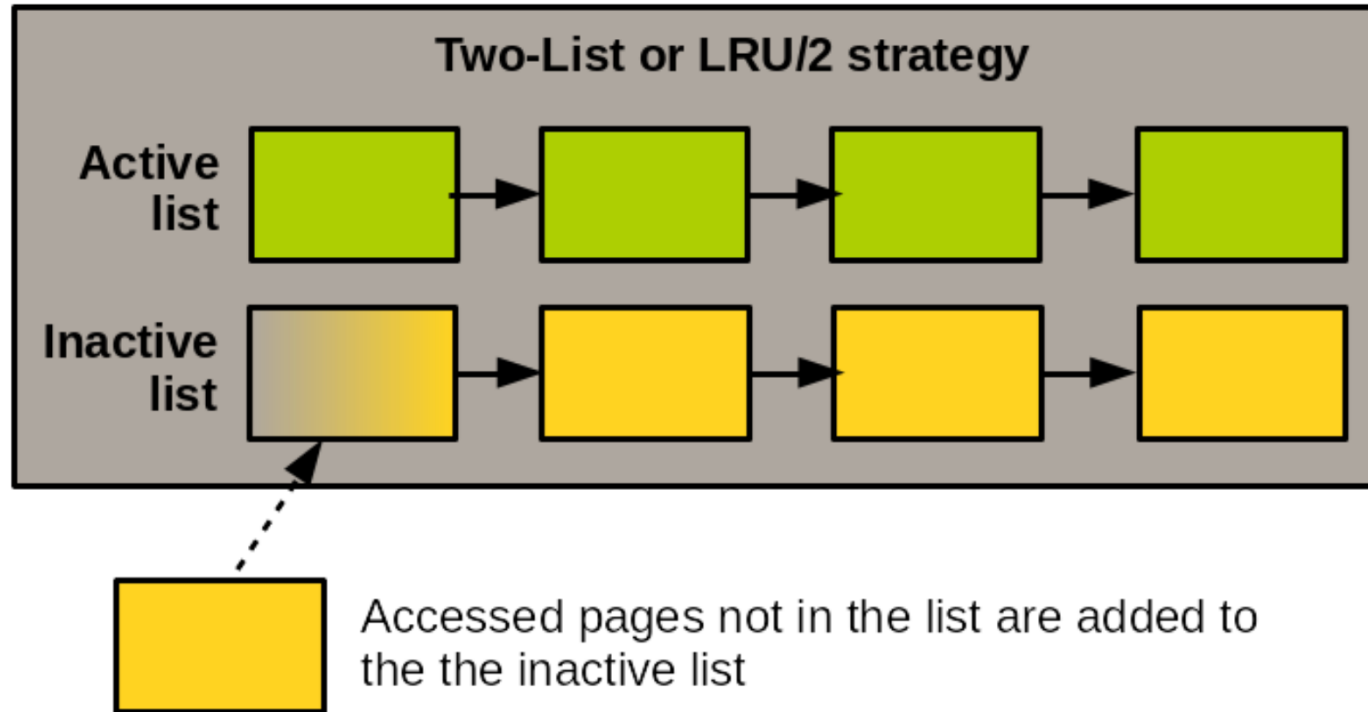 Two-List or LRU/2 strategy
Active
list
Inactive
list
Accessed pages not in the list are added to
the the inactive list